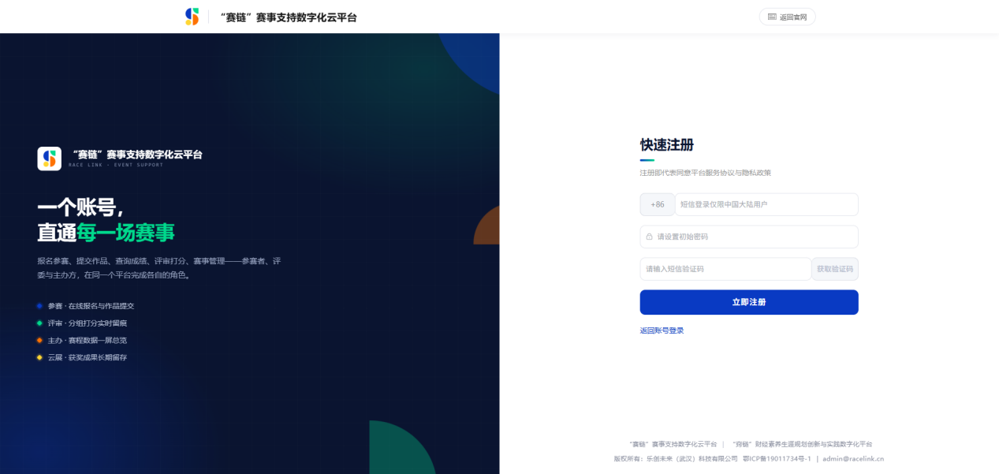 “赛链”赛事支持数字化云平台
返回官网
“赛链”赛事支持数字化云平台
RACE LINK · EVENT SUPPORT
一个账号，
直通每一场赛事
报名参赛、提交作品、查询成绩、评审打分、赛事管理——参赛者、评
委与主办方，在同一个平台完成各自的角色。
参赛 · 在线报名与作品提交
评审 · 分组打分实时留痕
主办 · 赛程数据一屏总览
云展 · 获奖成果长期留存
快速注册
注册即代表同意平台服务协议与隐私政策
+86 短信登录仅限中国大陆用户
请设置初始密码
请输入短信验证码 获取验证码
立即注册
返回账号登录
“赛链”赛事支持数字化云平台 | “窍链”财经素养生涯规划创新与实践数字化平台
版权所有：乐创未来（武汉）科技有限公司 鄂ICP备19011734号-1 | admin@racelink.cn